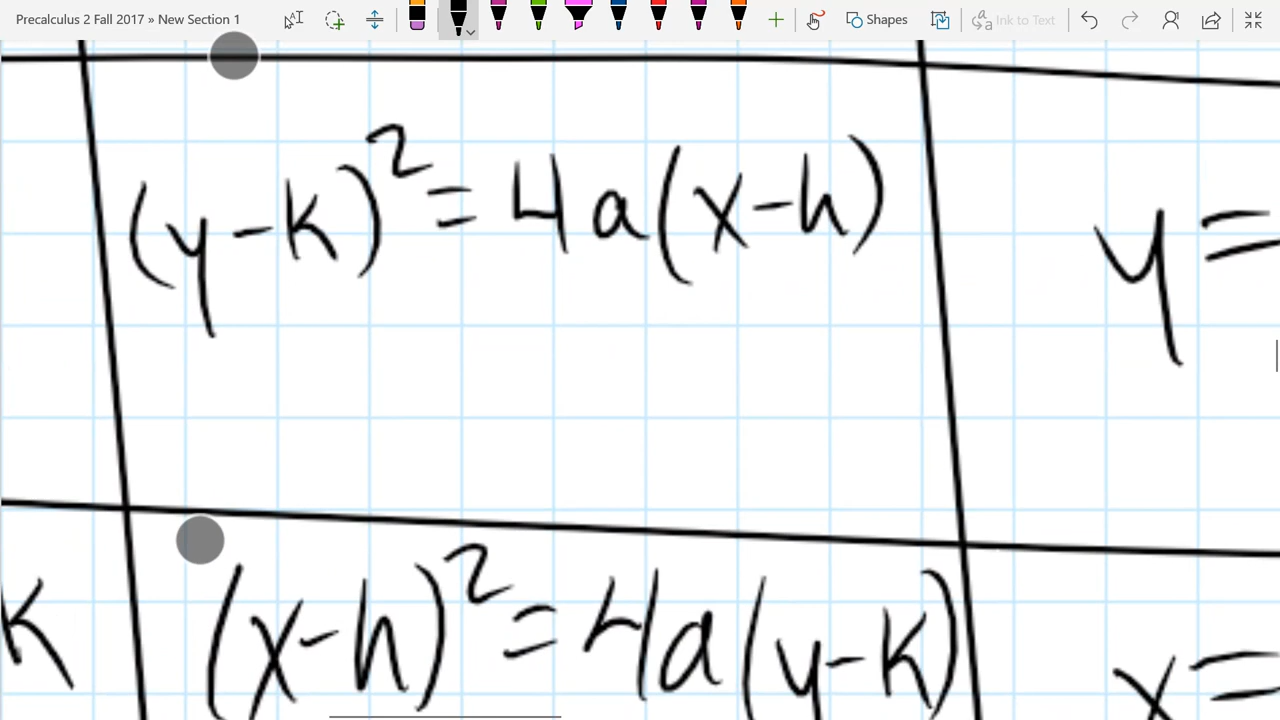 Precalculus 2 Fall 2017 » New Section 1
Shapes
Ink to Text
(y-k)²=4a(x-h)
y=
k
(x-h)²=4a(y-k)
x=